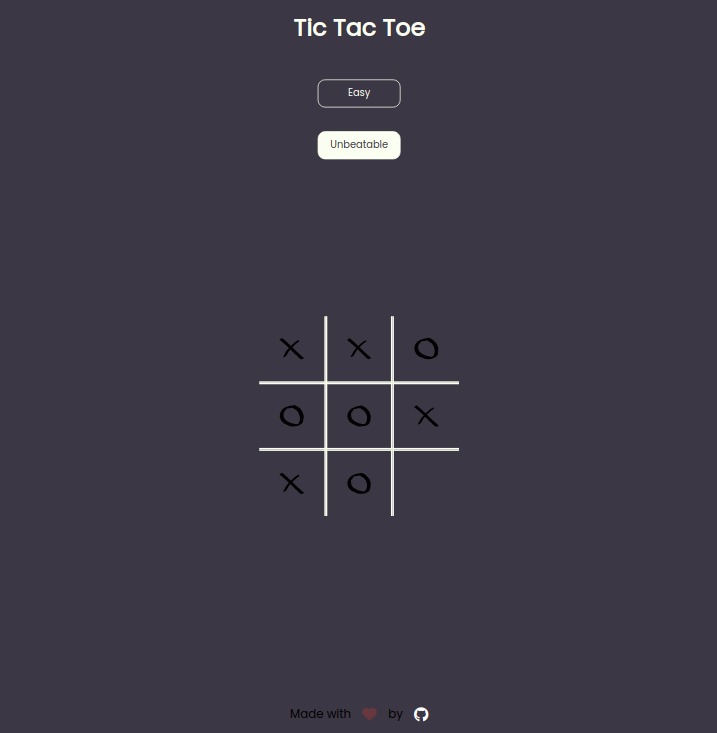 Tic Tac Toe
Easy
Unbeatable
X X O
O O X
X O
Made with by